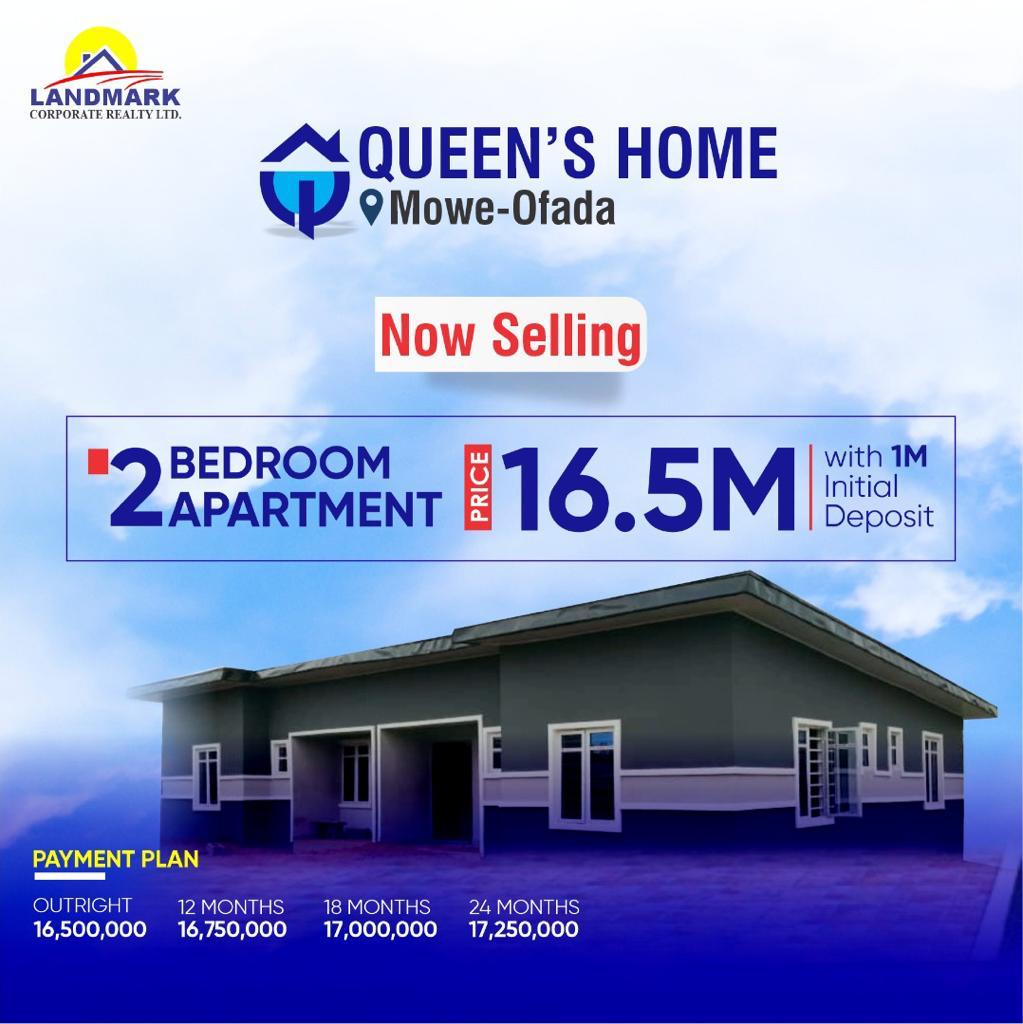 LANDMARK
CORPORATE REALTY LTD.
QUEEN'S HOME
Mowe-Ofada
Now Selling
2 BEDROOM
APARTMENT
PRICE
16.5M
with 1M
Initial
Deposit
PAYMENT PLAN
OUTRIGHT
16,500,000
12 MONTHS
16,750,000
18 MONTHS
17,000,000
24 MONTHS
17,250,000